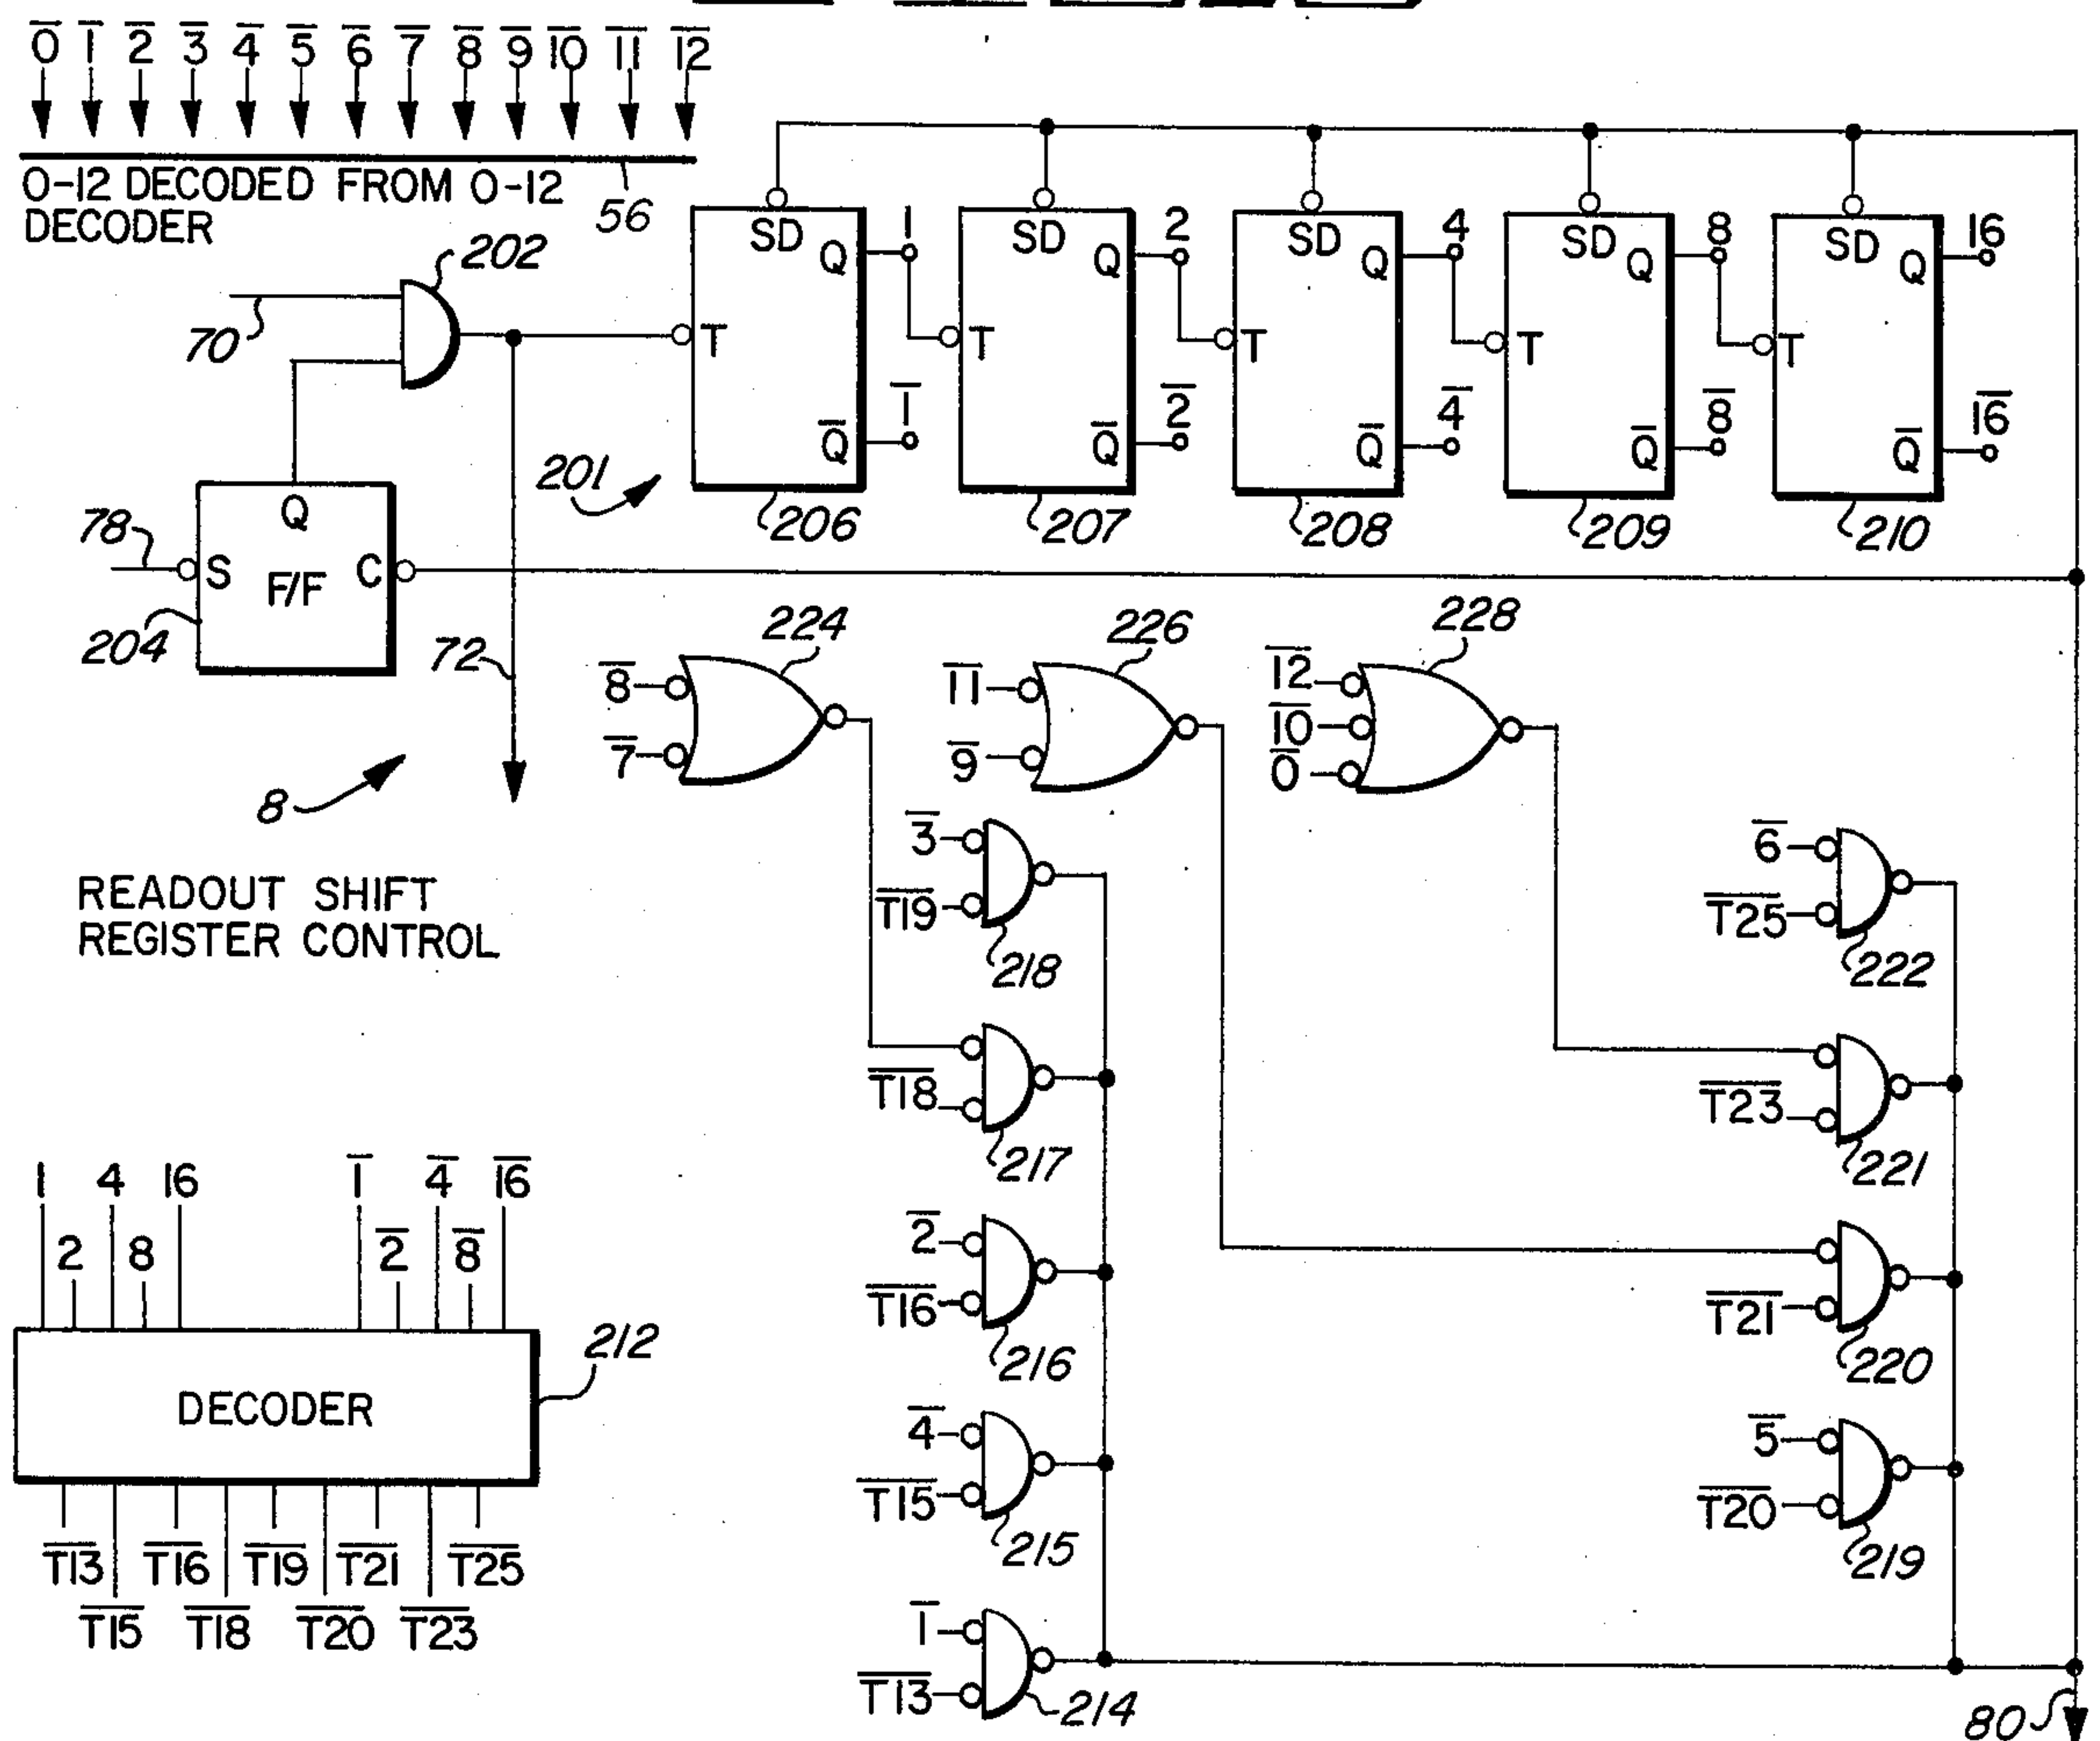 0̅ 1̅ 2̅ 3̅ 4̅ 5̅ 6̅ 7̅ 8̅ 9̅ 1̅0̅ 1̅1̅ 1̅2̅
0-12 DECODED FROM 0-12
DECODER
56
202
70
SD Q 1 T Q̅ 1̅
SD Q 2 T Q̅ 2̅
SD Q 4 T Q̅ 4̅
SD Q 8 T Q̅ 8̅
SD Q 16 T Q̅ 1̅6̅
201
206
207
208
209
210
78
Q
S F/F C
204
72
8
224
8̅
7̅
226
1̅1̅
9̅
228
1̅2̅
1̅0̅
0̅
READOUT SHIFT
REGISTER CONTROL
3̅
T̅1̅9̅
218
T̅1̅8̅
217
2̅
T̅1̅6̅
216
4̅
T̅1̅5̅
215
1̅
T̅1̅3̅
214
6̅
T̅2̅5̅
222
T̅2̅3̅
221
T̅2̅1̅
220
5̅
T̅2̅0̅
219
80
1 4 16 1̅ 4̅ 1̅6̅
2 8 2̅ 8̅
212
DECODER
T̅1̅3̅ T̅1̅6̅ T̅1̅9̅ T̅2̅1̅ T̅2̅5̅
T̅1̅5̅ T̅1̅8̅ T̅2̅0̅ T̅2̅3̅